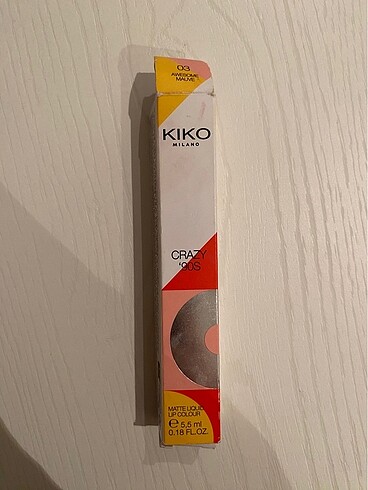 03
AWESOME
MAUVE
KIKO
MILANO
CRAZY
'90S
MATTE LIQUID
LIP COLOUR
℮ 5,5 ml
0.18 FL.OZ.